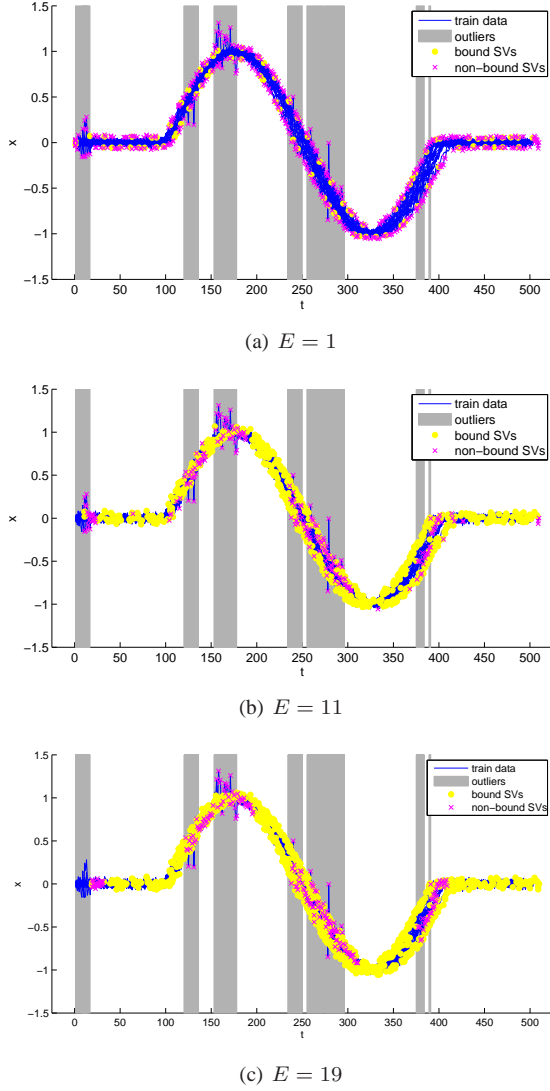 1.5
1
0.5
0
−0.5
−1
−1.5
x
0 50 100 150 200 250 300 350 400 450 500
t
train data
outliers
bound SVs
non−bound SVs
(a) E = 1
1.5
1
0.5
0
−0.5
−1
−1.5
x
0 50 100 150 200 250 300 350 400 450 500
t
train data
outliers
bound SVs
non−bound SVs
(b) E = 11
1.5
1
0.5
0
−0.5
−1
−1.5
x
0 50 100 150 200 250 300 350 400 450 500
t
train data
outliers
bound SVs
non−bound SVs
(c) E = 19